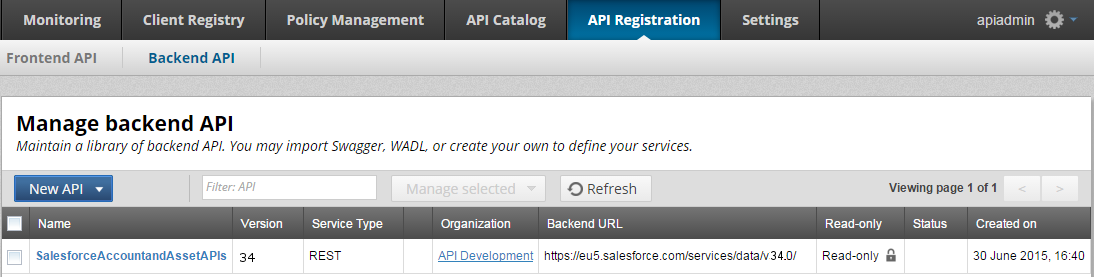 Monitoring Client Registry Policy Management API Catalog API Registration Settings apiadmin
Frontend API Backend API
Manage backend API
Maintain a library of backend API. You may import Swagger, WADL, or create your own to define your services.
New API Filter: API Manage selected Refresh Viewing page 1 of 1 < >
Name Version Service Type Organization Backend URL Read-only Status Created on
SalesforceAccountandAssetAPIs 34 REST API Development https://eu5.salesforce.com/services/data/v34.0/ Read-only 30 June 2015, 16:40